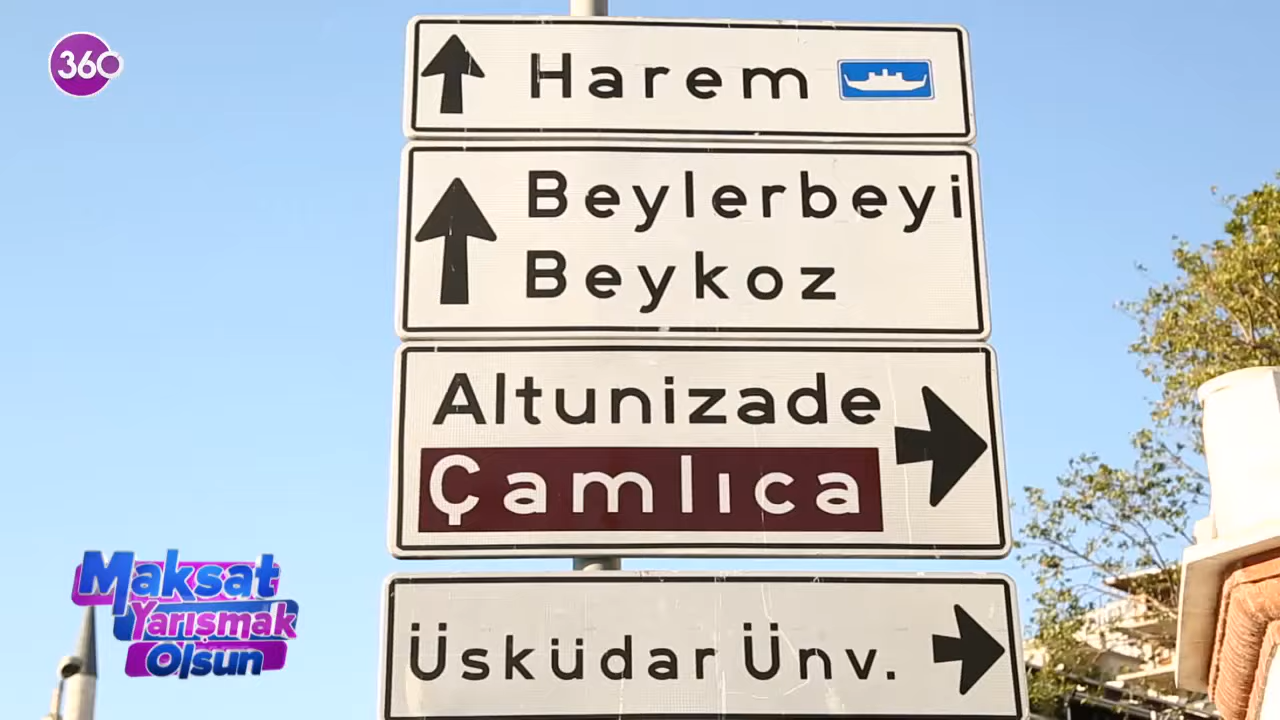 360
Harem
Beylerbeyi
Beykoz
Altunizade
Çamlıca
Üsküdar Ünv.
Maksat
Yarışmak
Olsun